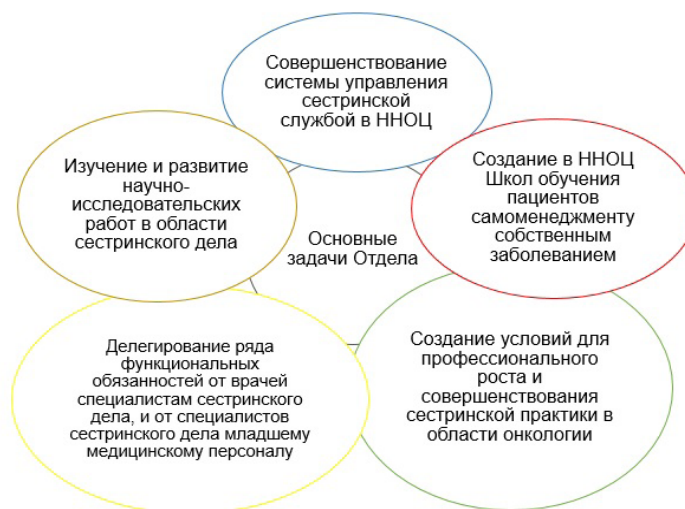 Совершенствование
системы управления
сестринской
службой в ННОЦ
Создание в ННОЦ
Школ обучения
пациентов
самоменеджменту
собственным
заболеванием
Создание условий для
профессионального
роста и
совершенствования
сестринской практики в
области онкологии
Делегирование ряда
функциональных
обязанностей от врачей
специалистам сестринского
дела, и от специалистов
сестринского дела младшему
медицинскому персоналу
Изучение и развитие
научно-
исследовательских
работ в области
сестринского дела
Основные
задачи Отдела